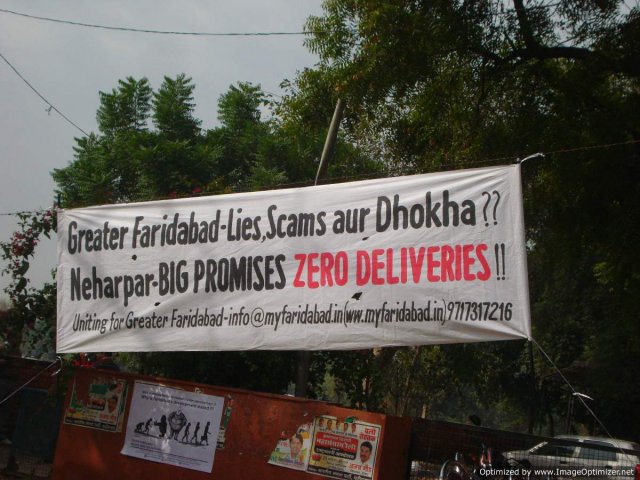 Greater Faridabad-Lies,Scams aur Dhokha??
Neharpar-BIG PROMISES ZERO DELIVERIES!!
Uniting for Greater Faridabad-info@myfaridabad.in(ww.myfaridabad.in)9717317216
Optimized by www.ImageOptimizer.net